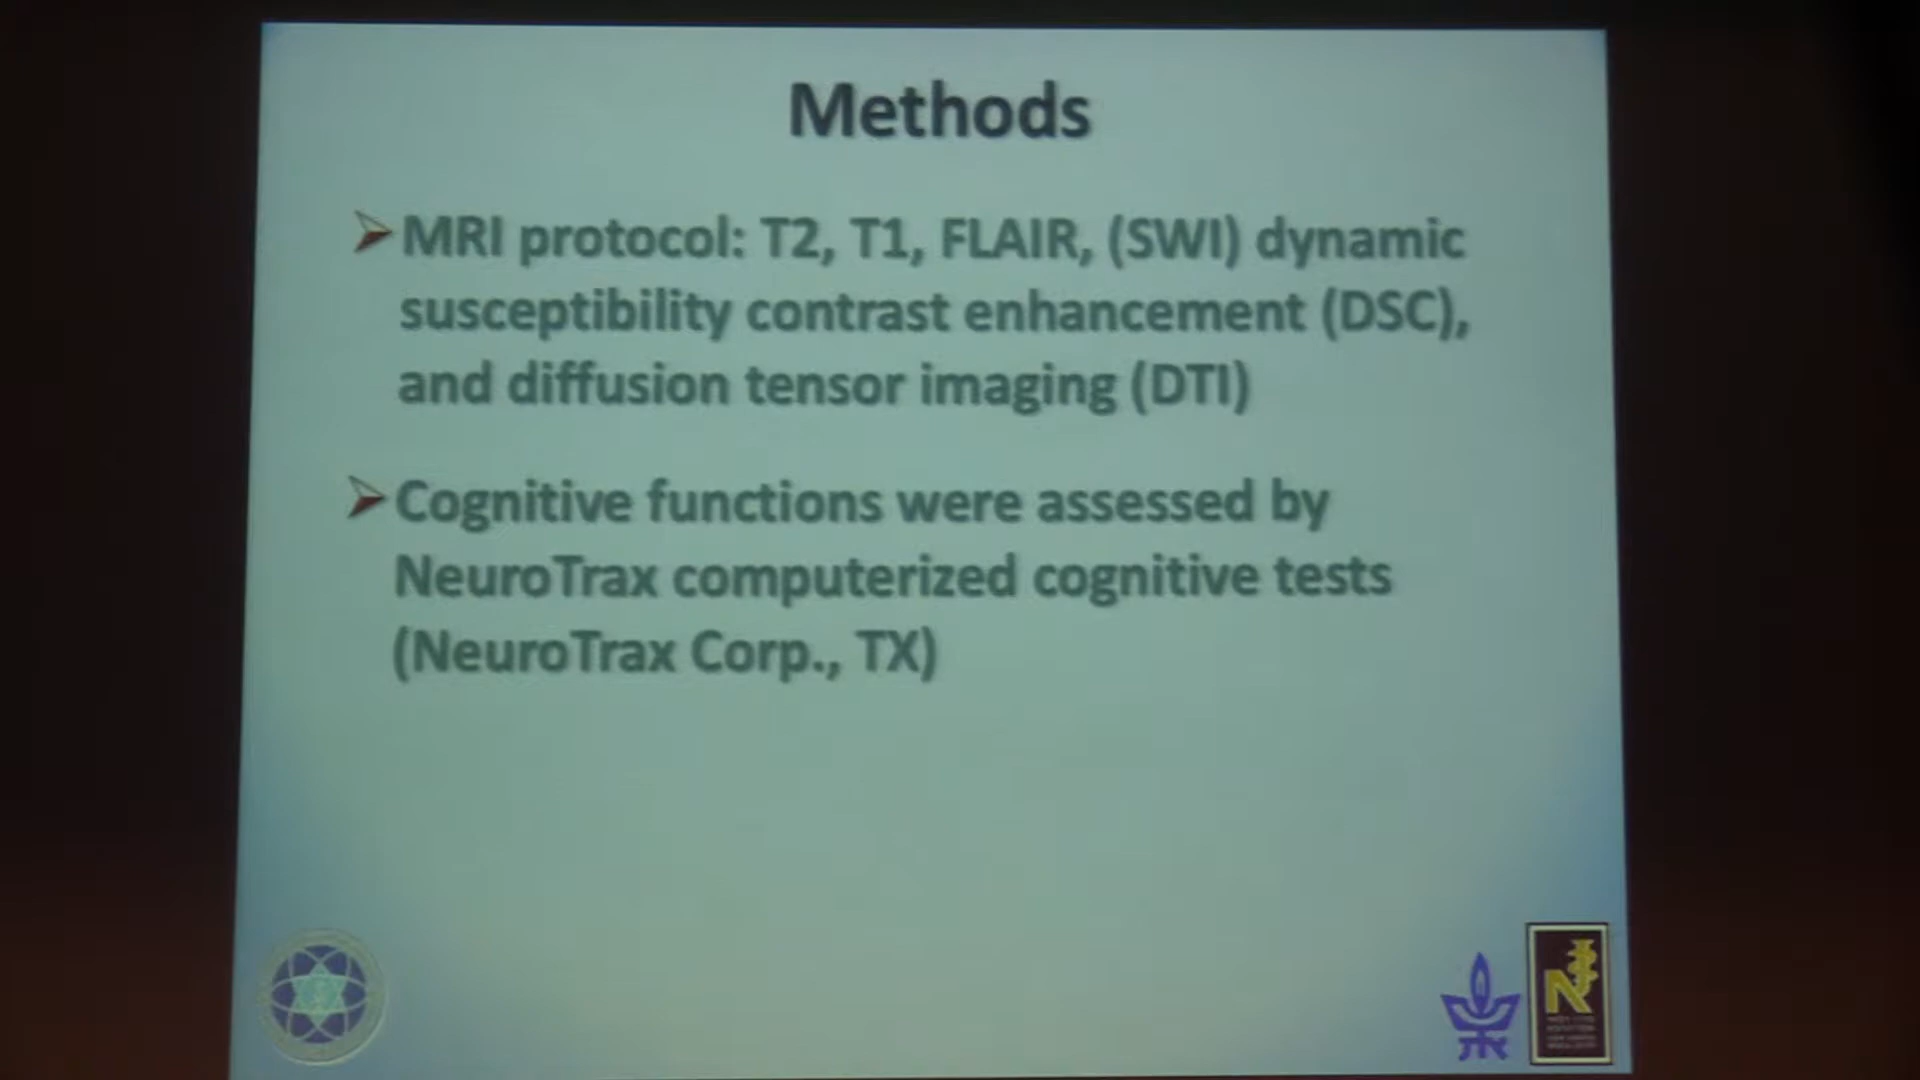 Methods
MRI protocol: T2, T1, FLAIR, (SWI) dynamic
susceptibility contrast enhancement (DSC),
and diffusion tensor imaging (DTI)
Cognitive functions were assessed by
NeuroTrax computerized cognitive tests
(NeuroTrax Corp., TX)